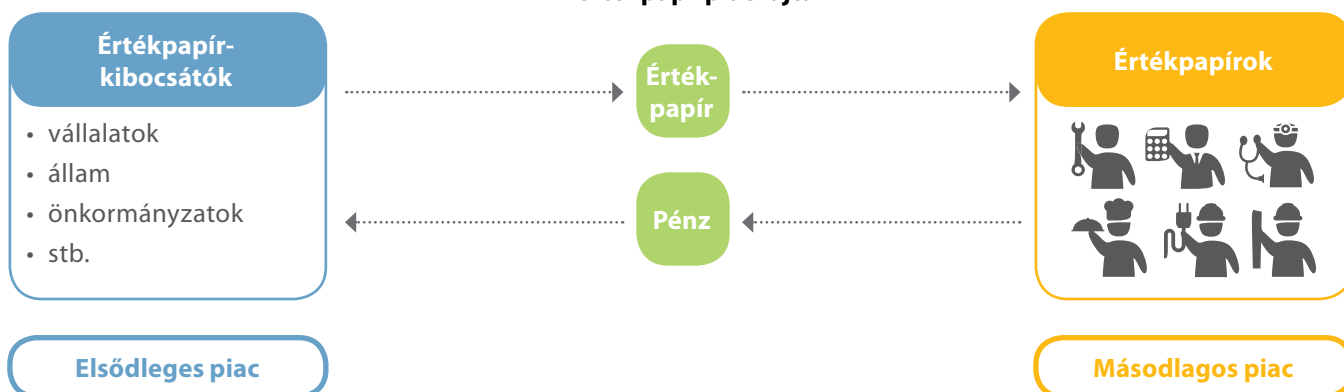 Értékpapír-
kibocsátók
• vállalatok
• állam
• önkormányzatok
• stb.
Érték-
papír
Pénz
Értékpapírok
Elsődleges piac
Másodlagos piac